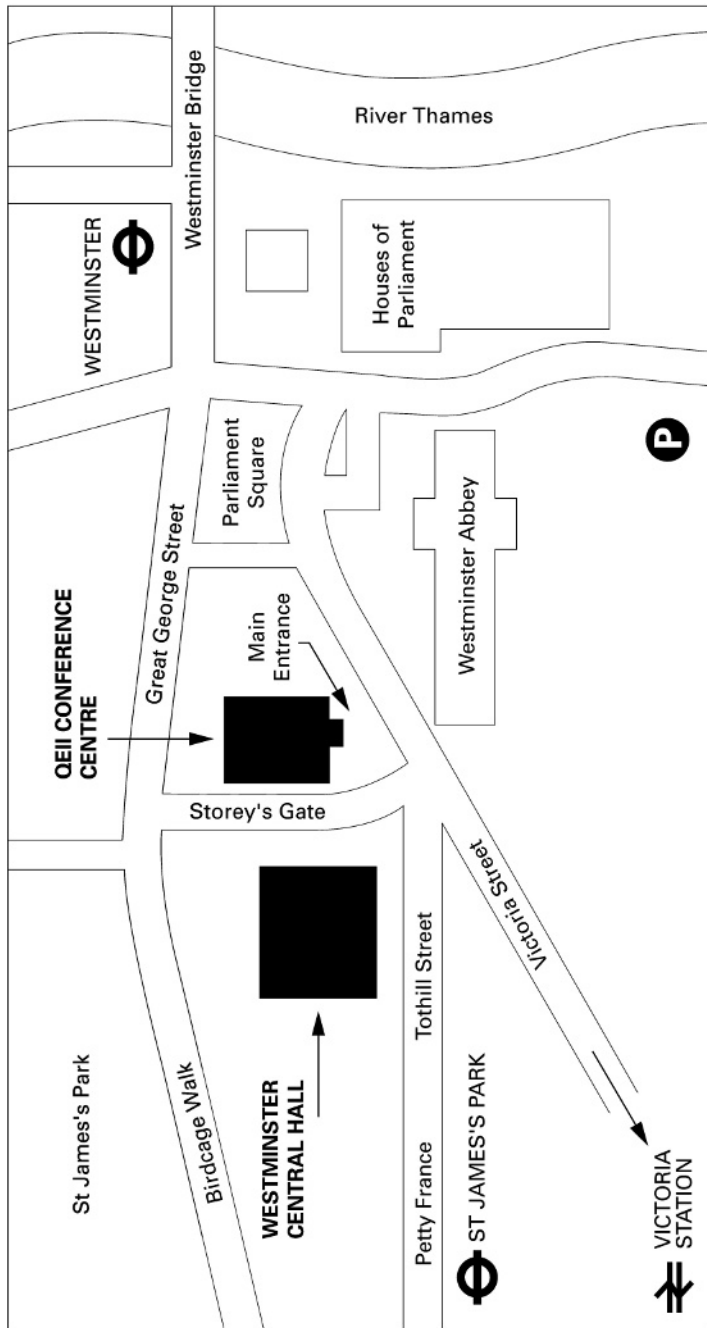 St James's Park
Birdcage Walk
QEII CONFERENCE
CENTRE
Great George Street
WESTMINSTER
Westminster Bridge
WESTMINSTER
CENTRAL HALL
Storey's Gate
Main
Entrance
Parliament
Square
Houses of
Parliament
River Thames
Petty France
Tothill Street
ST JAMES'S PARK
Victoria Street
Westminster Abbey
VICTORIA
STATION
P